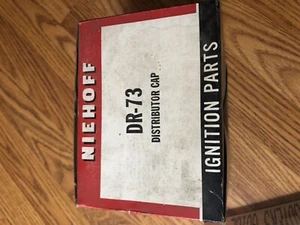 NIEHOFF
DR-73
DISTRIBUTOR CAP
IGNITION PARTS